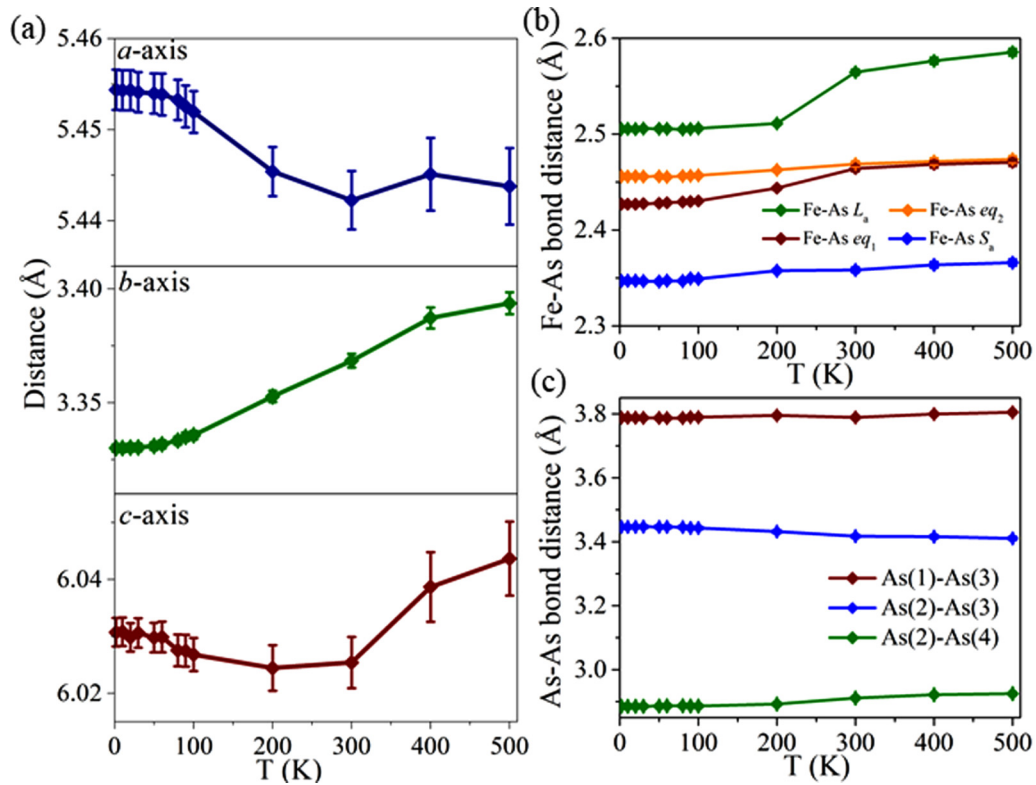 (a)
5.46
a-axis
5.45
5.44
b-axis
3.40
3.35
c-axis
6.04
6.02
Distance (Å)
0 100 200 300 400 500
T (K)
(b)
2.6
2.5
2.4
2.3
Fe-As bond distance (Å)
Fe-As Lₐ Fe-As eq₂
Fe-As eq₁ Fe-As Sₐ
0 100 200 300 400 500
T (K)
(c)
3.8
3.6
3.4
3.2
3.0
As-As bond distance (Å)
As(1)-As(3)
As(2)-As(3)
As(2)-As(4)
0 100 200 300 400 500
T (K)